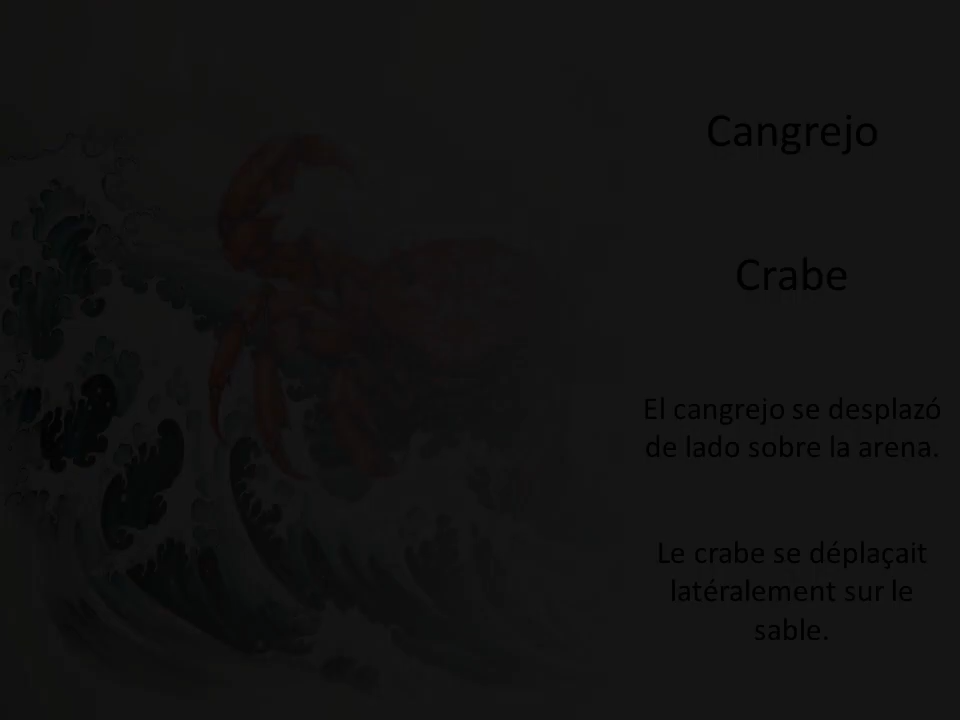 Cangrejo
Crabe
El cangrejo se desplazó
de lado sobre la arena.
Le crabe se déplaçait
latéralement sur le
sable.